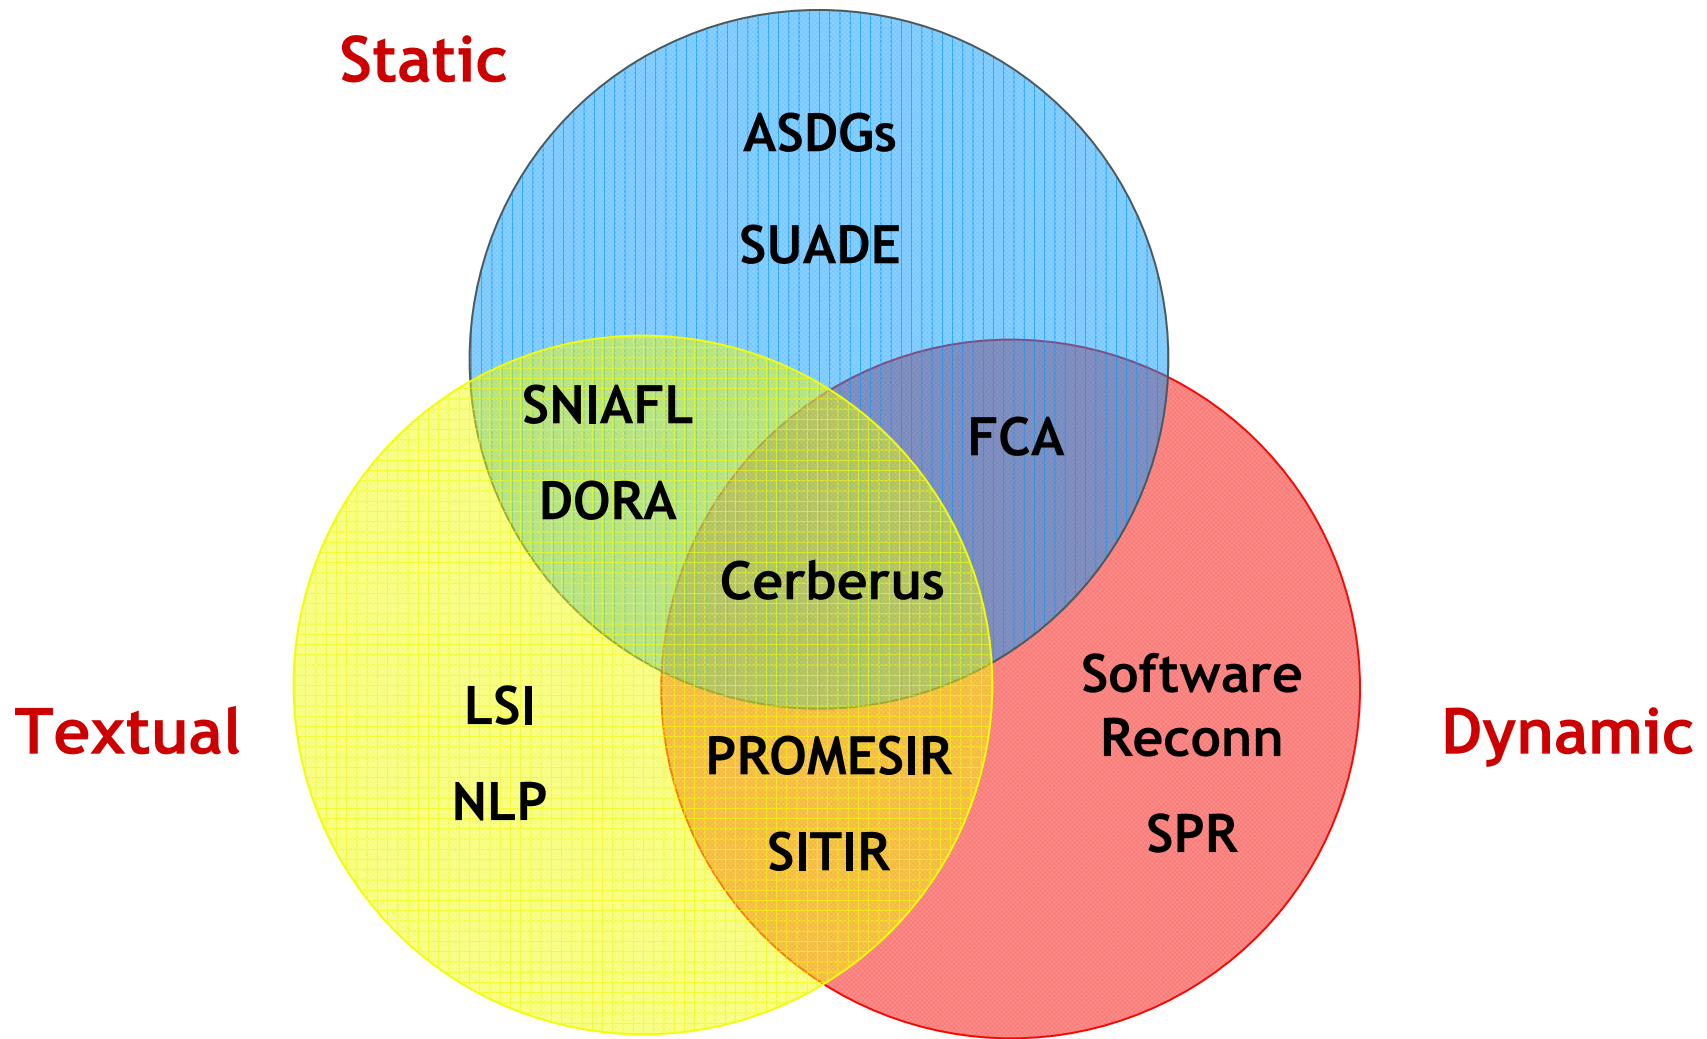 Static
ASDGs
SUADE
SNIAFL
FCA
DORA
Cerberus
Software
Reconn
LSI
Textual
Dynamic
PROMESIR
NLP
SPR
SITIR